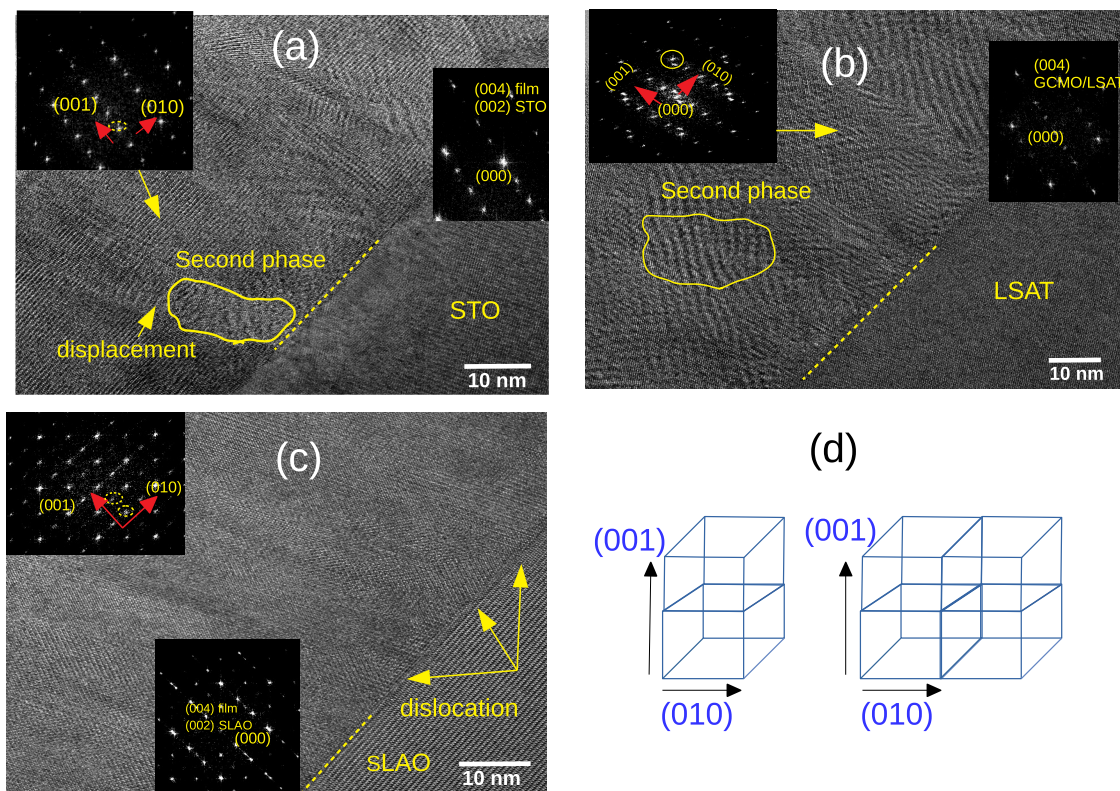 (a)
(001)
(010)
(004) film
(002) STO
(000)
Second phase
displacement
STO
10 nm
(b)
(001)
(010)
(000)
(004)
GCMO/LSAT
(000)
Second phase
LSAT
10 nm
(c)
(001)
(010)
(004) film
(002) SLAO
(000)
dislocation
sLAO
10 nm
(d)
(001)
(010)
(001)
(010)